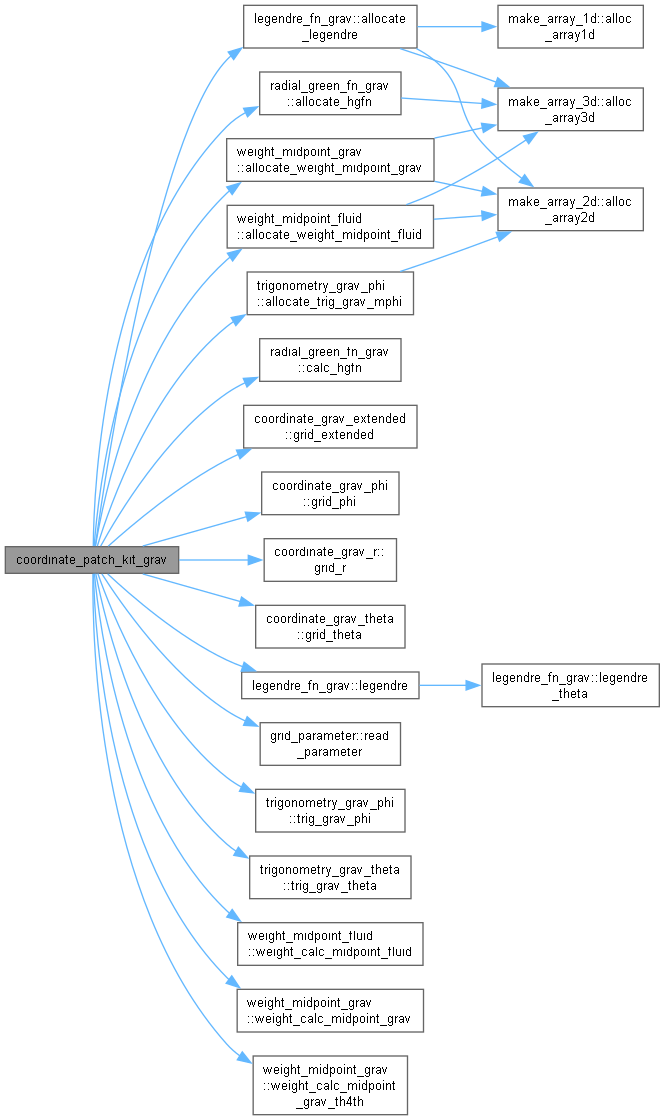 legendre_fn_grav::allocate
_legendre
make_array_1d::alloc
_array1d
radial_green_fn_grav
::allocate_hgfn
make_array_3d::alloc
_array3d
weight_midpoint_grav
::allocate_weight_midpoint_grav
make_array_2d::alloc
_array2d
weight_midpoint_fluid
::allocate_weight_midpoint_fluid
trigonometry_grav_phi
::allocate_trig_grav_mphi
radial_green_fn_grav
::calc_hgfn
coordinate_grav_extended
::grid_extended
coordinate_grav_phi
::grid_phi
coordinate_patch_kit_grav
coordinate_grav_r::
grid_r
coordinate_grav_theta
::grid_theta
legendre_fn_grav::legendre
legendre_fn_grav::legendre
_theta
grid_parameter::read
_parameter
trigonometry_grav_phi
::trig_grav_phi
trigonometry_grav_theta
::trig_grav_theta
weight_midpoint_fluid
::weight_calc_midpoint_fluid
weight_midpoint_grav
::weight_calc_midpoint_grav
weight_midpoint_grav
::weight_calc_midpoint
_grav_th4th